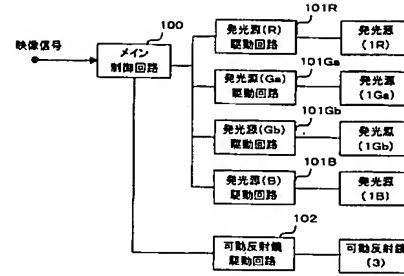 映像信号
100
メイン
制御回路
101R
発光源(R)
駆動回路
発光源
(1R)
101Ga
発光源(Ga)
駆動回路
発光源
(1Ga)
101Gb
発光源(Gb)
駆動回路
発光源
(1Gb)
101B
発光源(B)
駆動回路
発光源
(1B)
102
可動反射鏡
駆動回路
可動反射鏡
(3)